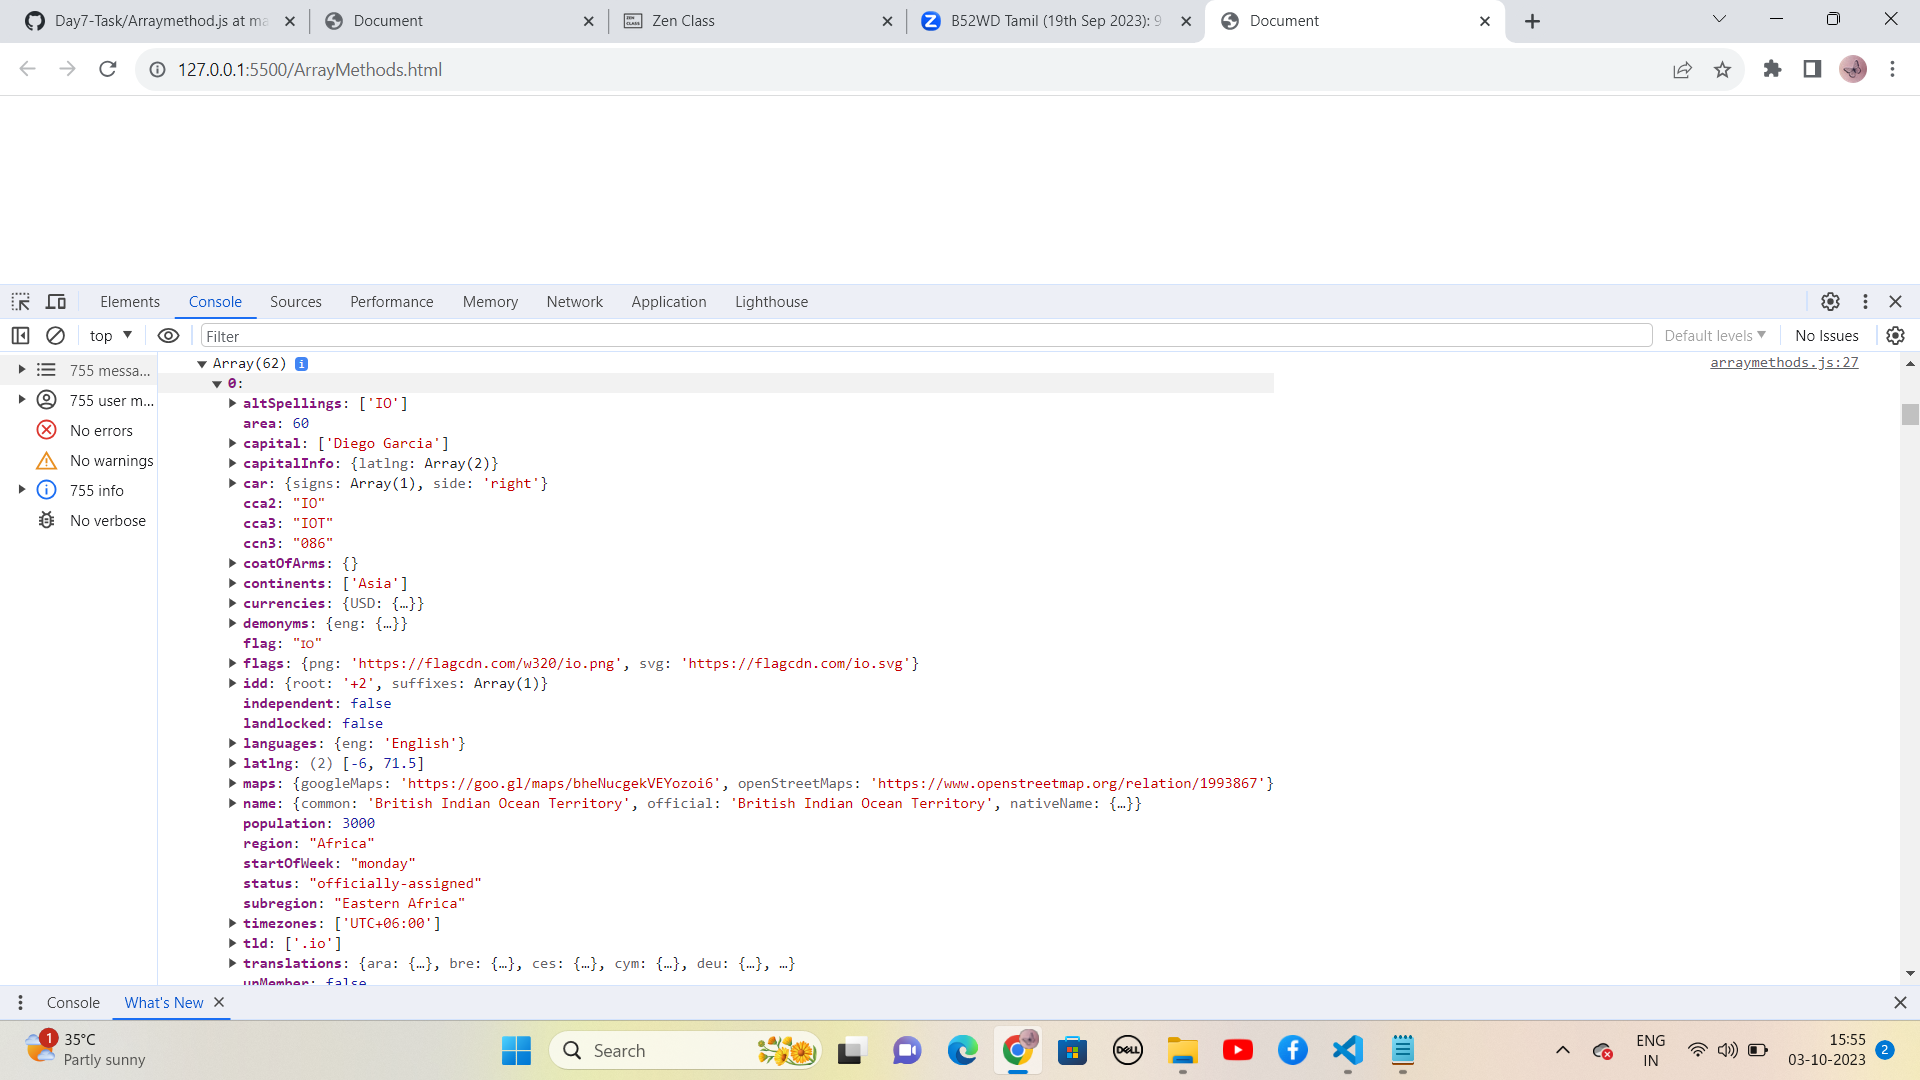 Day7-Task/Arraymethod.js at ma
Document
Zen Class
B52WD Tamil (19th Sep 2023): 9
Document
127.0.0.1:5500/ArrayMethods.html
Elements
Console
Sources
Performance
Memory
Network
Application
Lighthouse
top
Filter
Default levels
No Issues
755 messa...
755 user m...
No errors
No warnings
755 info
No verbose
Array(62)
arraymethods.js:27
0:
altSpellings: ['IO']
area: 60
capital: ['Diego Garcia']
capitalInfo: {latlng: Array(2)}
car: {signs: Array(1), side: 'right'}
cca2: "IO"
cca3: "IOT"
ccn3: "086"
coatOfArms: {}
continents: ['Asia']
currencies: {USD: {…}}
demonyms: {eng: {…}}
flag: "🇮🇴"
flags: {png: 'https://flagcdn.com/w320/io.png', svg: 'https://flagcdn.com/io.svg'}
idd: {root: '+2', suffixes: Array(1)}
independent: false
landlocked: false
languages: {eng: 'English'}
latlng: (2) [-6, 71.5]
maps: {googleMaps: 'https://goo.gl/maps/bheNucgekVEYozoi6', openStreetMaps: 'https://www.openstreetmap.org/relation/1993867'}
name: {common: 'British Indian Ocean Territory', official: 'British Indian Ocean Territory', nativeName: {…}}
population: 3000
region: "Africa"
startOfWeek: "monday"
status: "officially-assigned"
subregion: "Eastern Africa"
timezones: ['UTC+06:00']
tld: ['.io']
translations: {ara: {…}, bre: {…}, ces: {…}, cym: {…}, deu: {…}, …}
unMember: false
Console
What's New
1
35°C
Partly sunny
Search
DELL
ENG
IN
15:55
03-10-2023
2